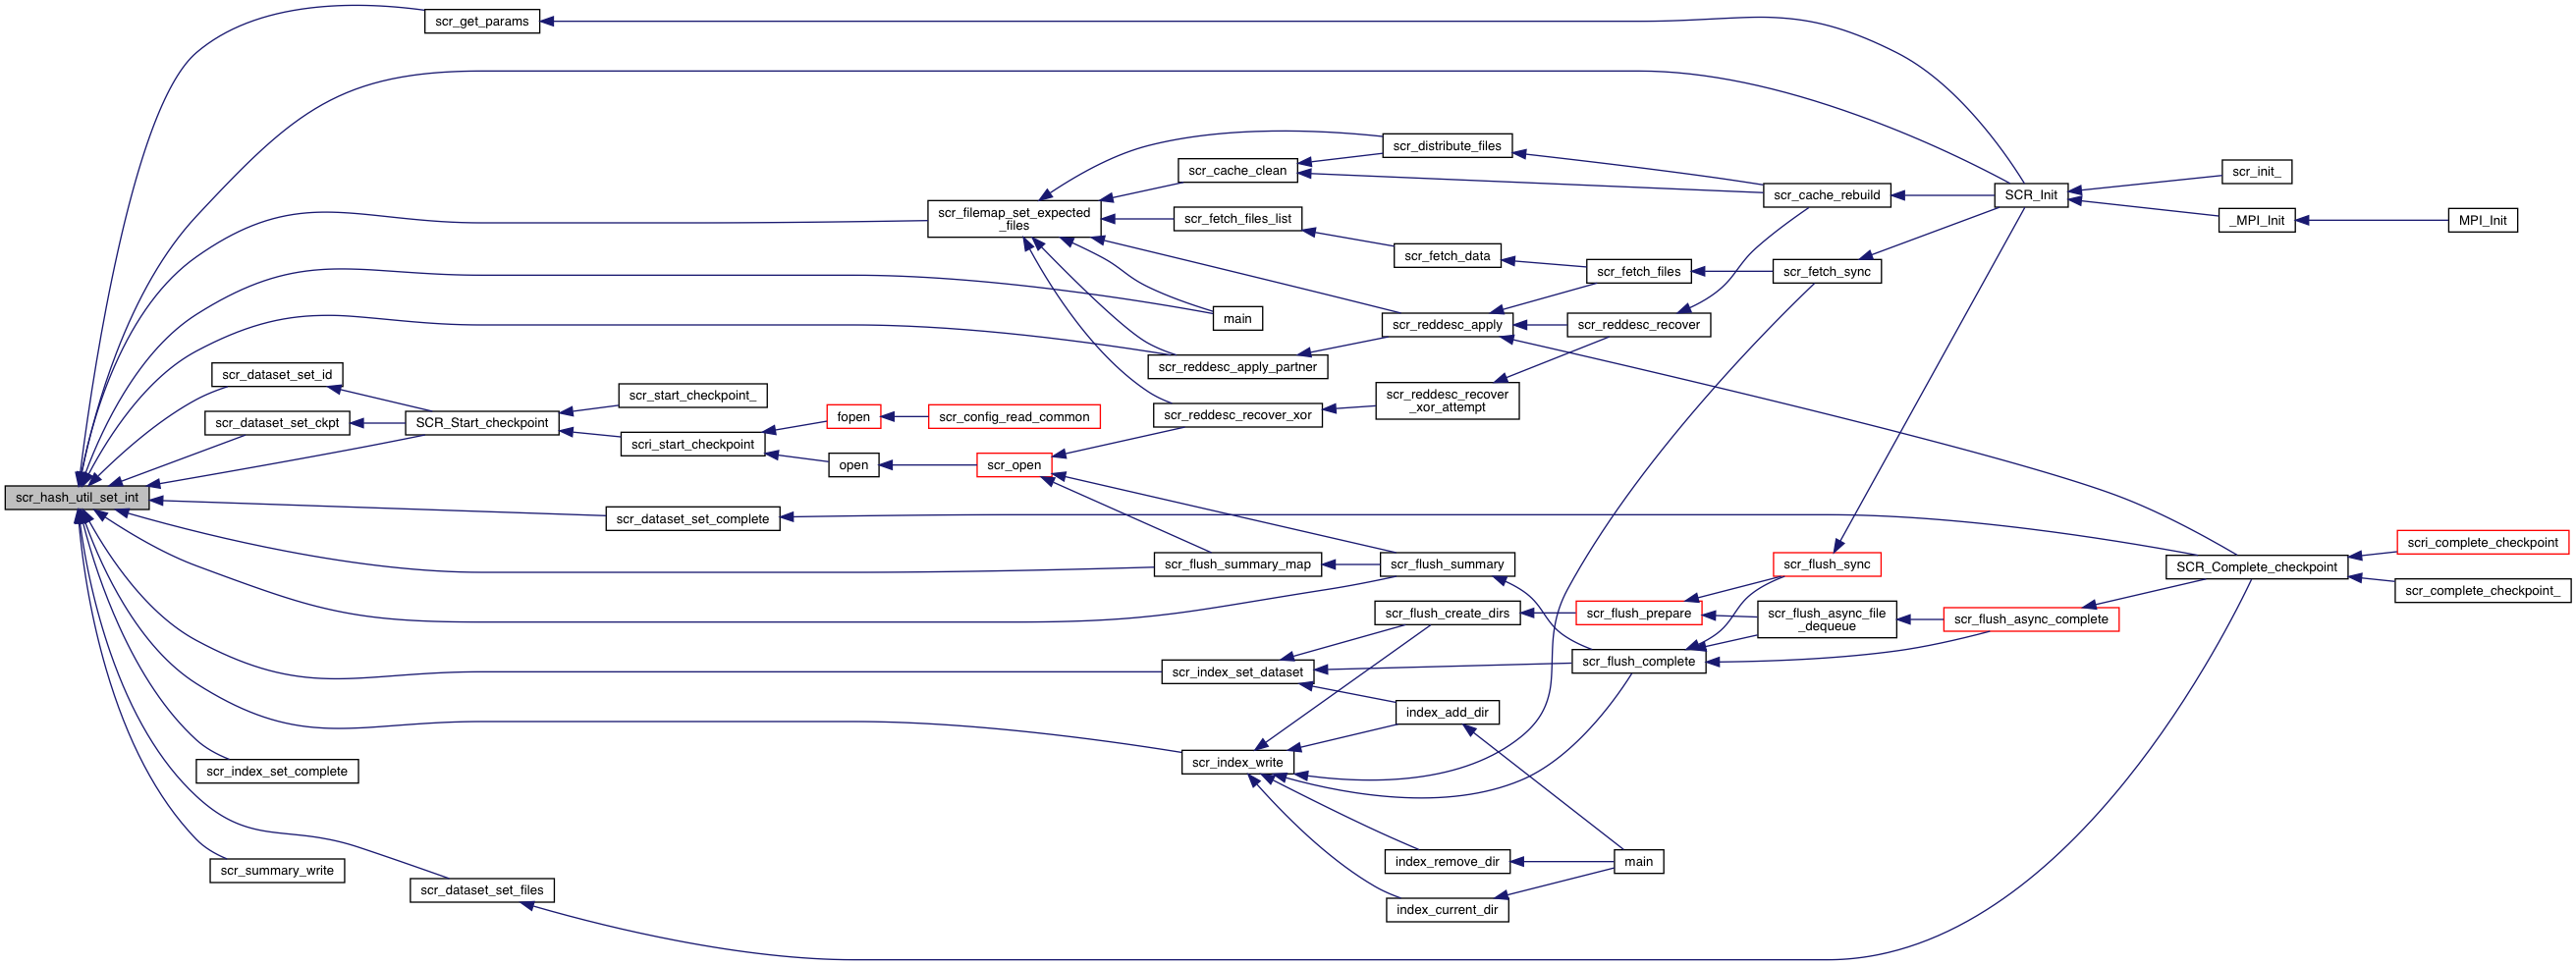 scr_get_params
scr_distribute_files
scr_cache_clean
scr_init_
scr_cache_rebuild
SCR_Init
scr_filemap_set_expected
_files
scr_fetch_files_list
_MPI_Init
MPI_Init
scr_fetch_data
scr_fetch_files
scr_fetch_sync
main
scr_reddesc_apply
scr_reddesc_recover
scr_reddesc_apply_partner
scr_dataset_set_id
scr_start_checkpoint_
scr_reddesc_recover
_xor_attempt
scr_dataset_set_ckpt
SCR_Start_checkpoint
fopen
scr_config_read_common
scr_reddesc_recover_xor
scri_start_checkpoint
open
scr_open
scr_hash_util_set_int
scr_dataset_set_complete
scri_complete_checkpoint
scr_flush_summary_map
scr_flush_summary
scr_flush_sync
SCR_Complete_checkpoint
scr_complete_checkpoint_
scr_flush_create_dirs
scr_flush_prepare
scr_flush_async_file
_dequeue
scr_flush_async_complete
scr_index_set_dataset
scr_flush_complete
index_add_dir
scr_index_write
scr_index_set_complete
index_remove_dir
main
scr_summary_write
scr_dataset_set_files
index_current_dir